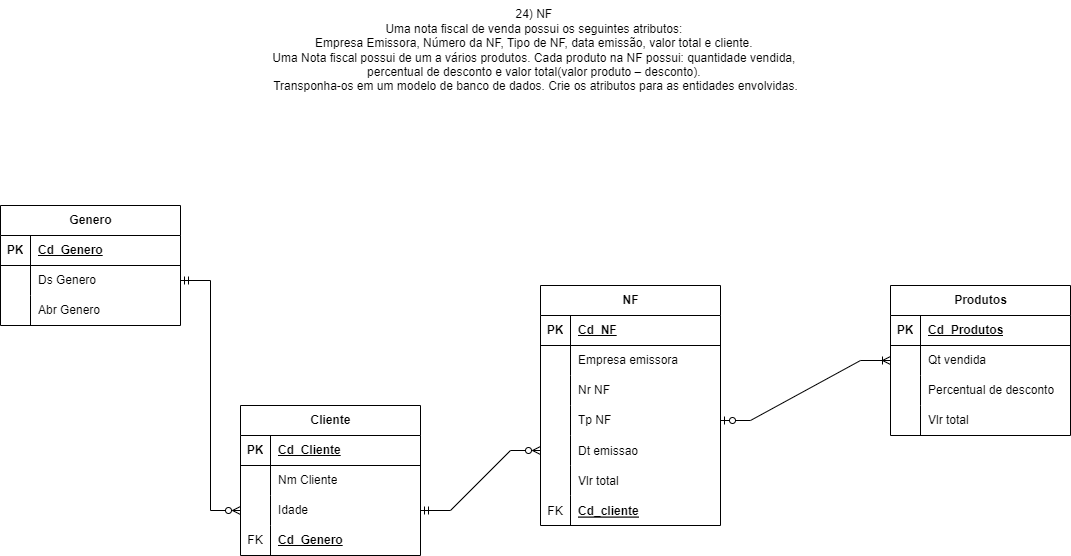 24) NF
Uma nota fiscal de venda possui os seguintes atributos:
Empresa Emissora, Número da NF, Tipo de NF, data emissão, valor total e cliente.
Uma Nota fiscal possui de um a vários produtos. Cada produto na NF possui: quantidade vendida,
percentual de desconto e valor total(valor produto – desconto).
Transponha-os em um modelo de banco de dados. Crie os atributos para as entidades envolvidas.
Genero
PK Cd_Genero
Ds Genero
Abr Genero
Cliente
PK Cd_Cliente
Nm Cliente
Idade
FK Cd_Genero
NF
PK Cd_NF
Empresa emissora
Nr NF
Tp NF
Dt emissao
Vlr total
FK Cd_cliente
Produtos
PK Cd_Produtos
Qt vendida
Percentual de desconto
Vlr total